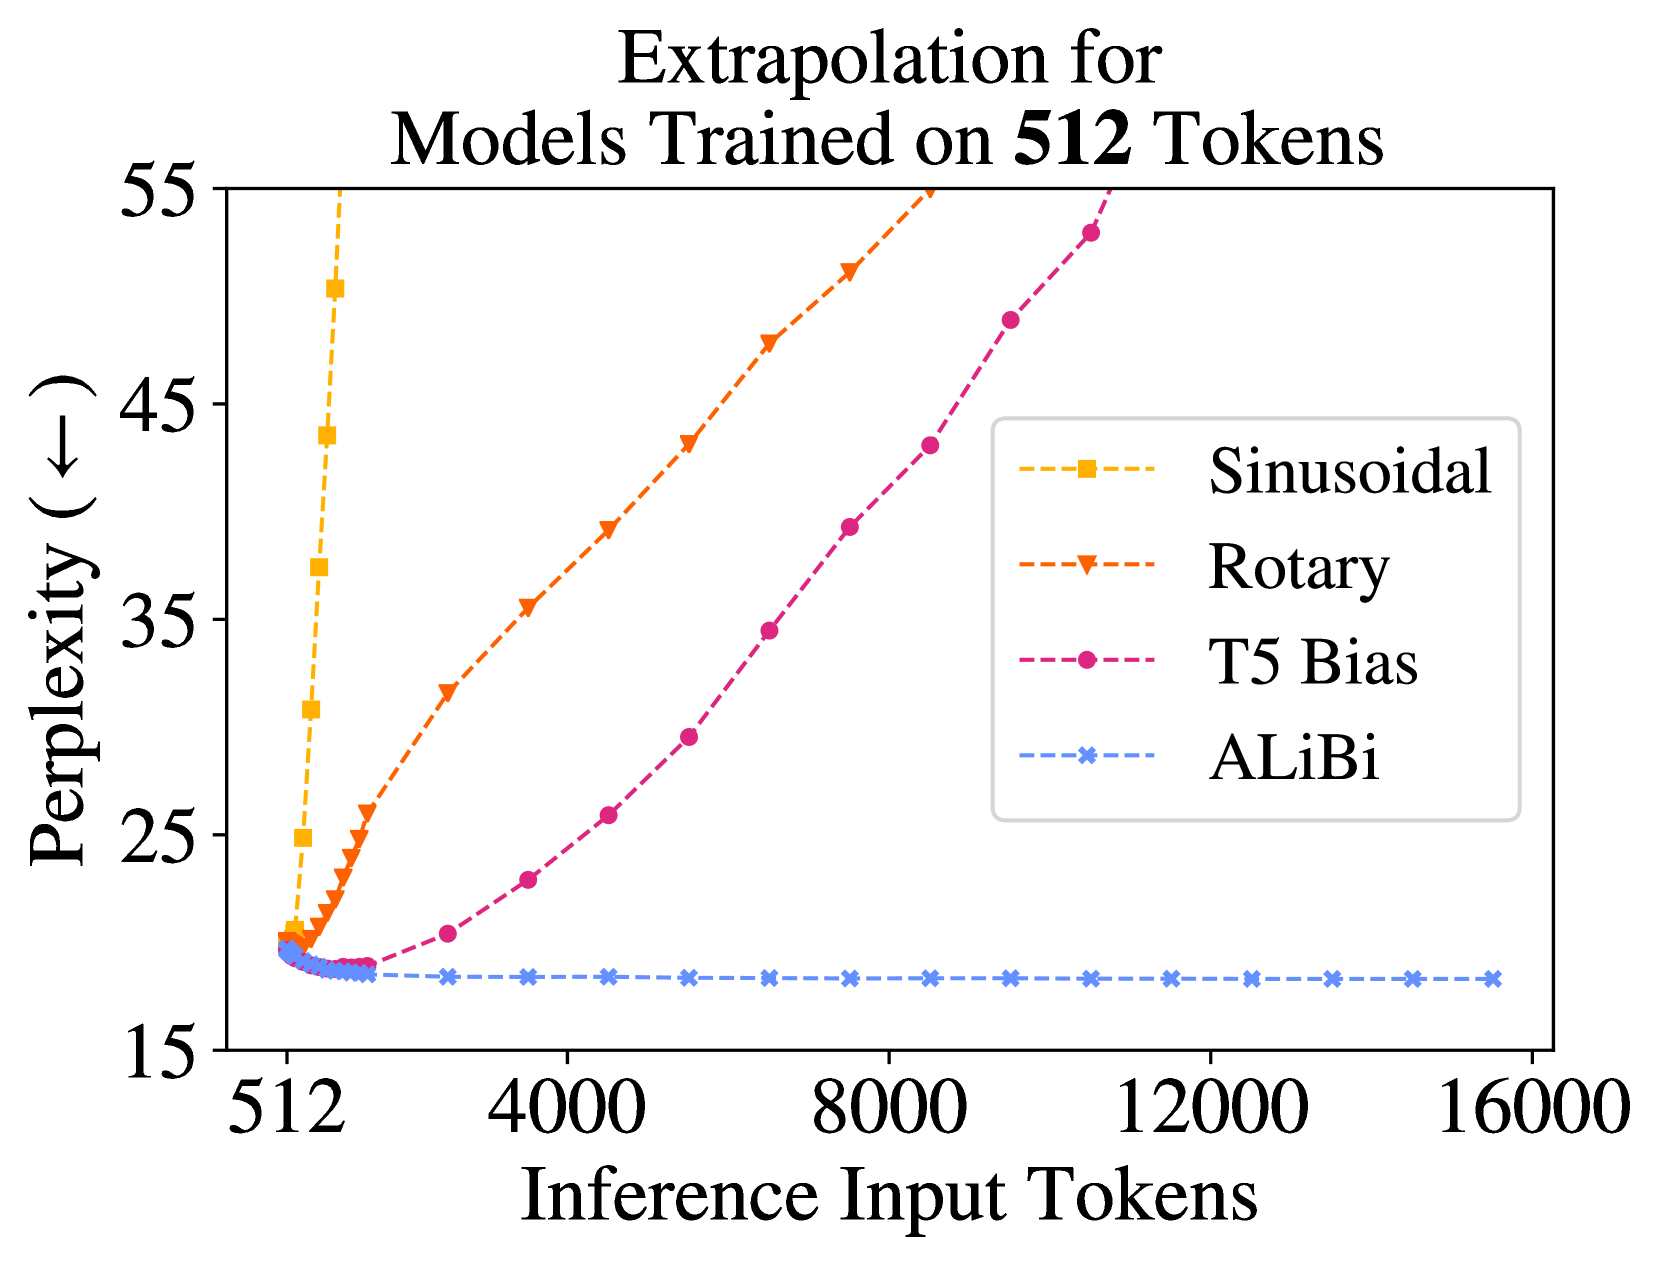 Extrapolation for
Models Trained on 512 Tokens
Perplexity (←)
55
45
35
25
15
Sinusoidal
Rotary
T5 Bias
ALiBi
512 4000 8000 12000 16000
Inference Input Tokens